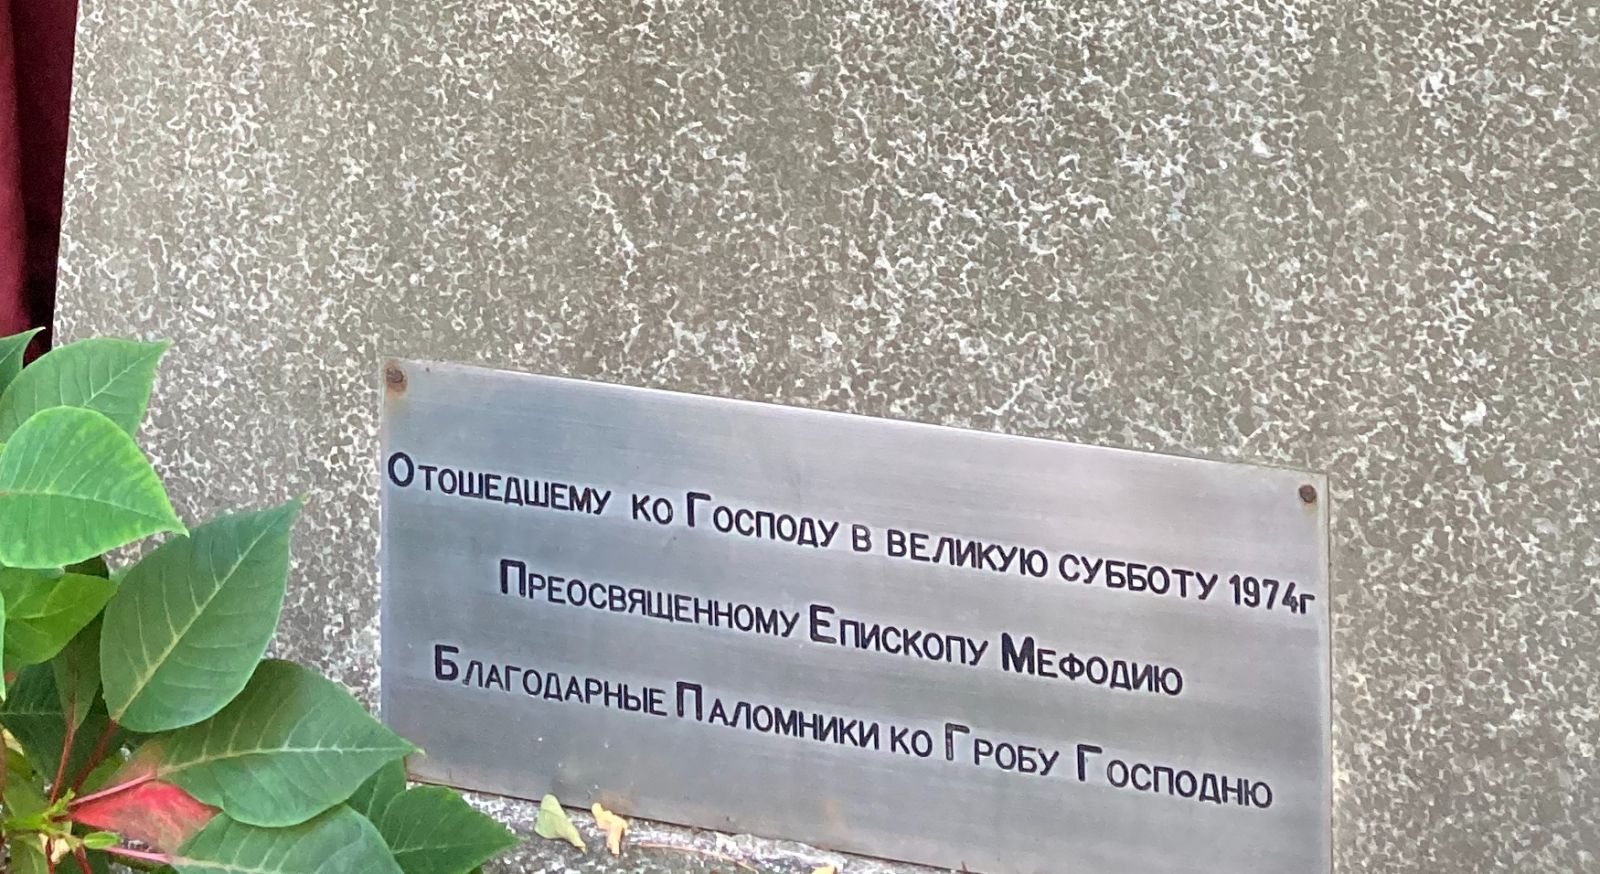 Отошедшему ко Господу в великую субботу 1974г
Преосвященному Епископу Мефодию
Благодарные Паломники ко Гробу Господню